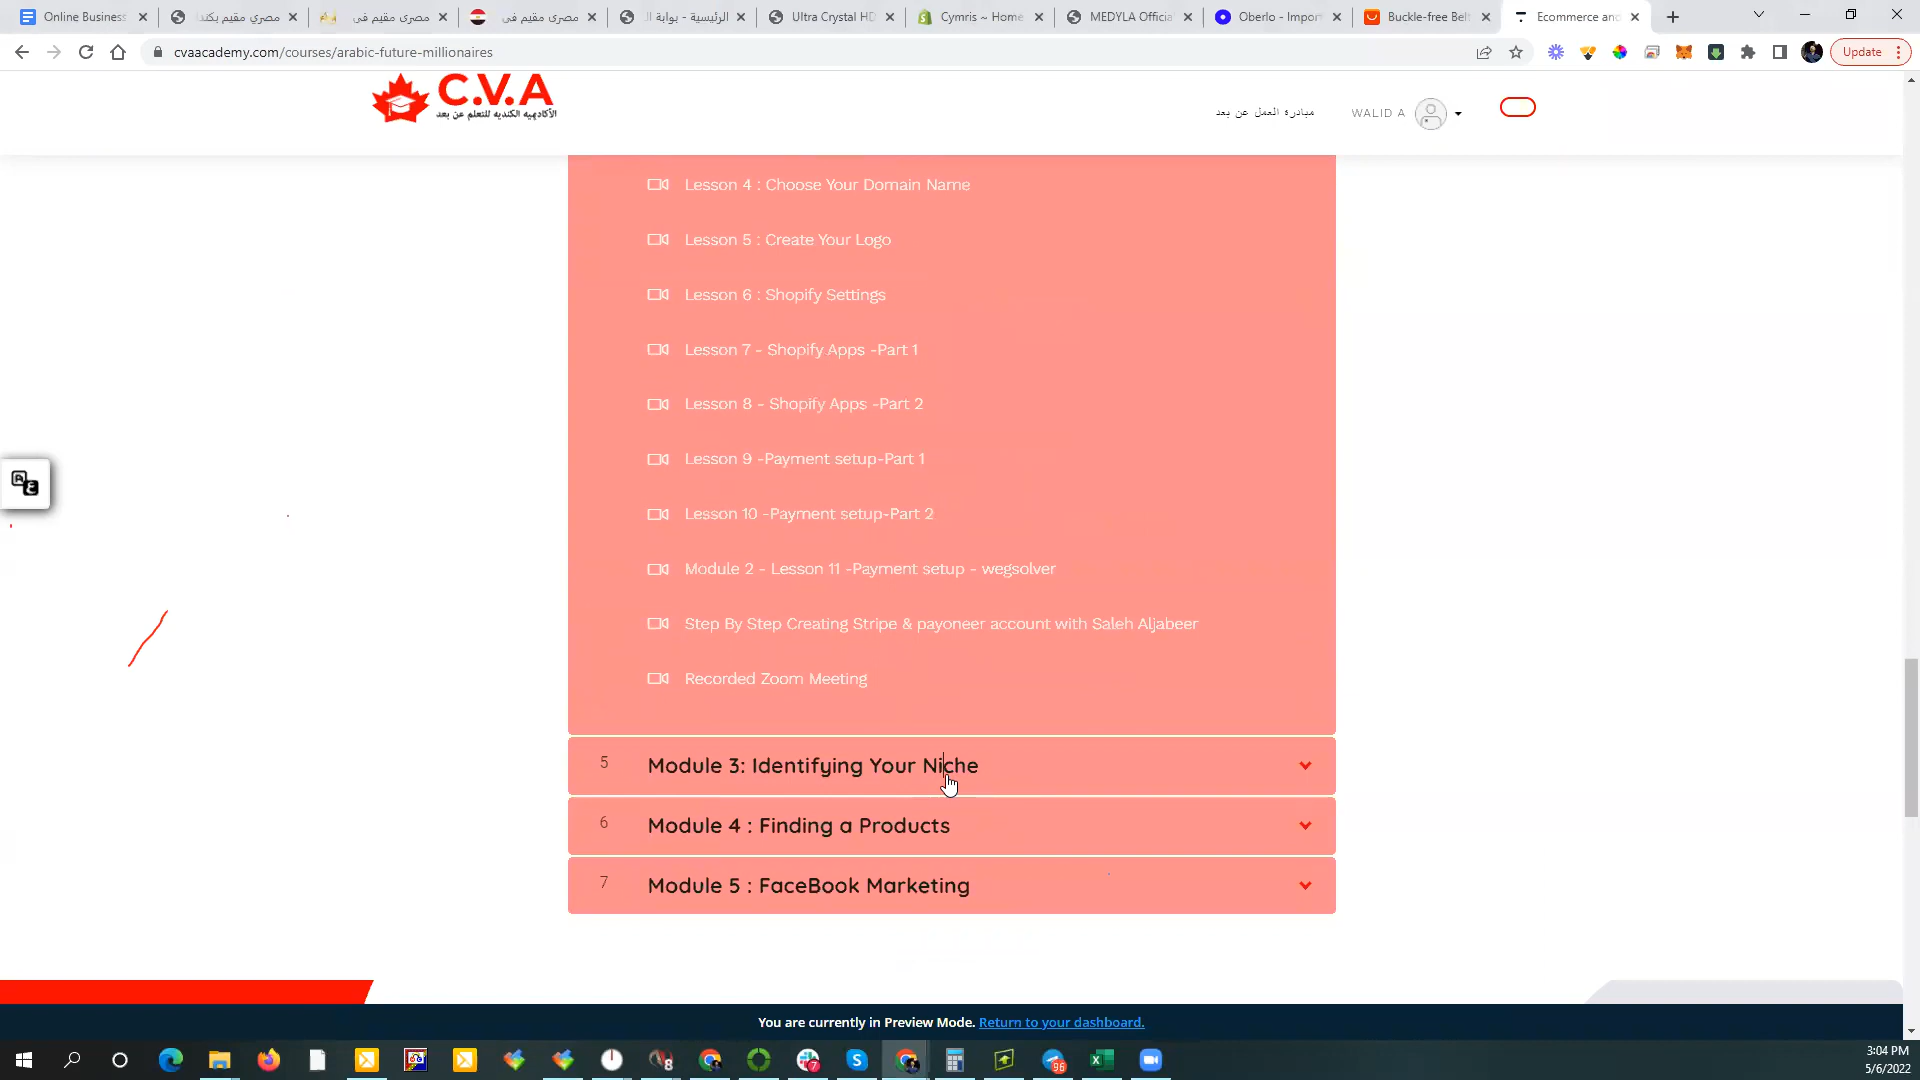 Online Business
مصري مقيم بكندا
مصرى مقيم فى
مصرى مقيم فى
الرئيسية - بوابة ال
Ultra Crystal HD
Cymris ~ Home
MEDYLA Officia
Oberlo - Import
Buckle-free Belt
Ecommerce and
cvaacademy.com/courses/arabic-future-millionaires
Update
C.V.A
الأكاديميه الكنديه للتعلم عن بعد
مبادرة العمل عن بعد
WALID A
Lesson 4 : Choose Your Domain Name
Lesson 5 : Create Your Logo
Lesson 6 : Shopify Settings
Lesson 7 - Shopify Apps -Part 1
Lesson 8 - Shopify Apps -Part 2
Lesson 9 -Payment setup-Part 1
Lesson 10 -Payment setup-Part 2
Module 2 - Lesson 11 -Payment setup - wegsolver
Step By Step Creating Stripe & payoneer account with Saleh Aljabeer
Recorded Zoom Meeting
5 Module 3: Identifying Your Niche
6 Module 4 : Finding a Products
7 Module 5 : FaceBook Marketing
You are currently in Preview Mode. Return to your dashboard.
3:04 PM
5/6/2022